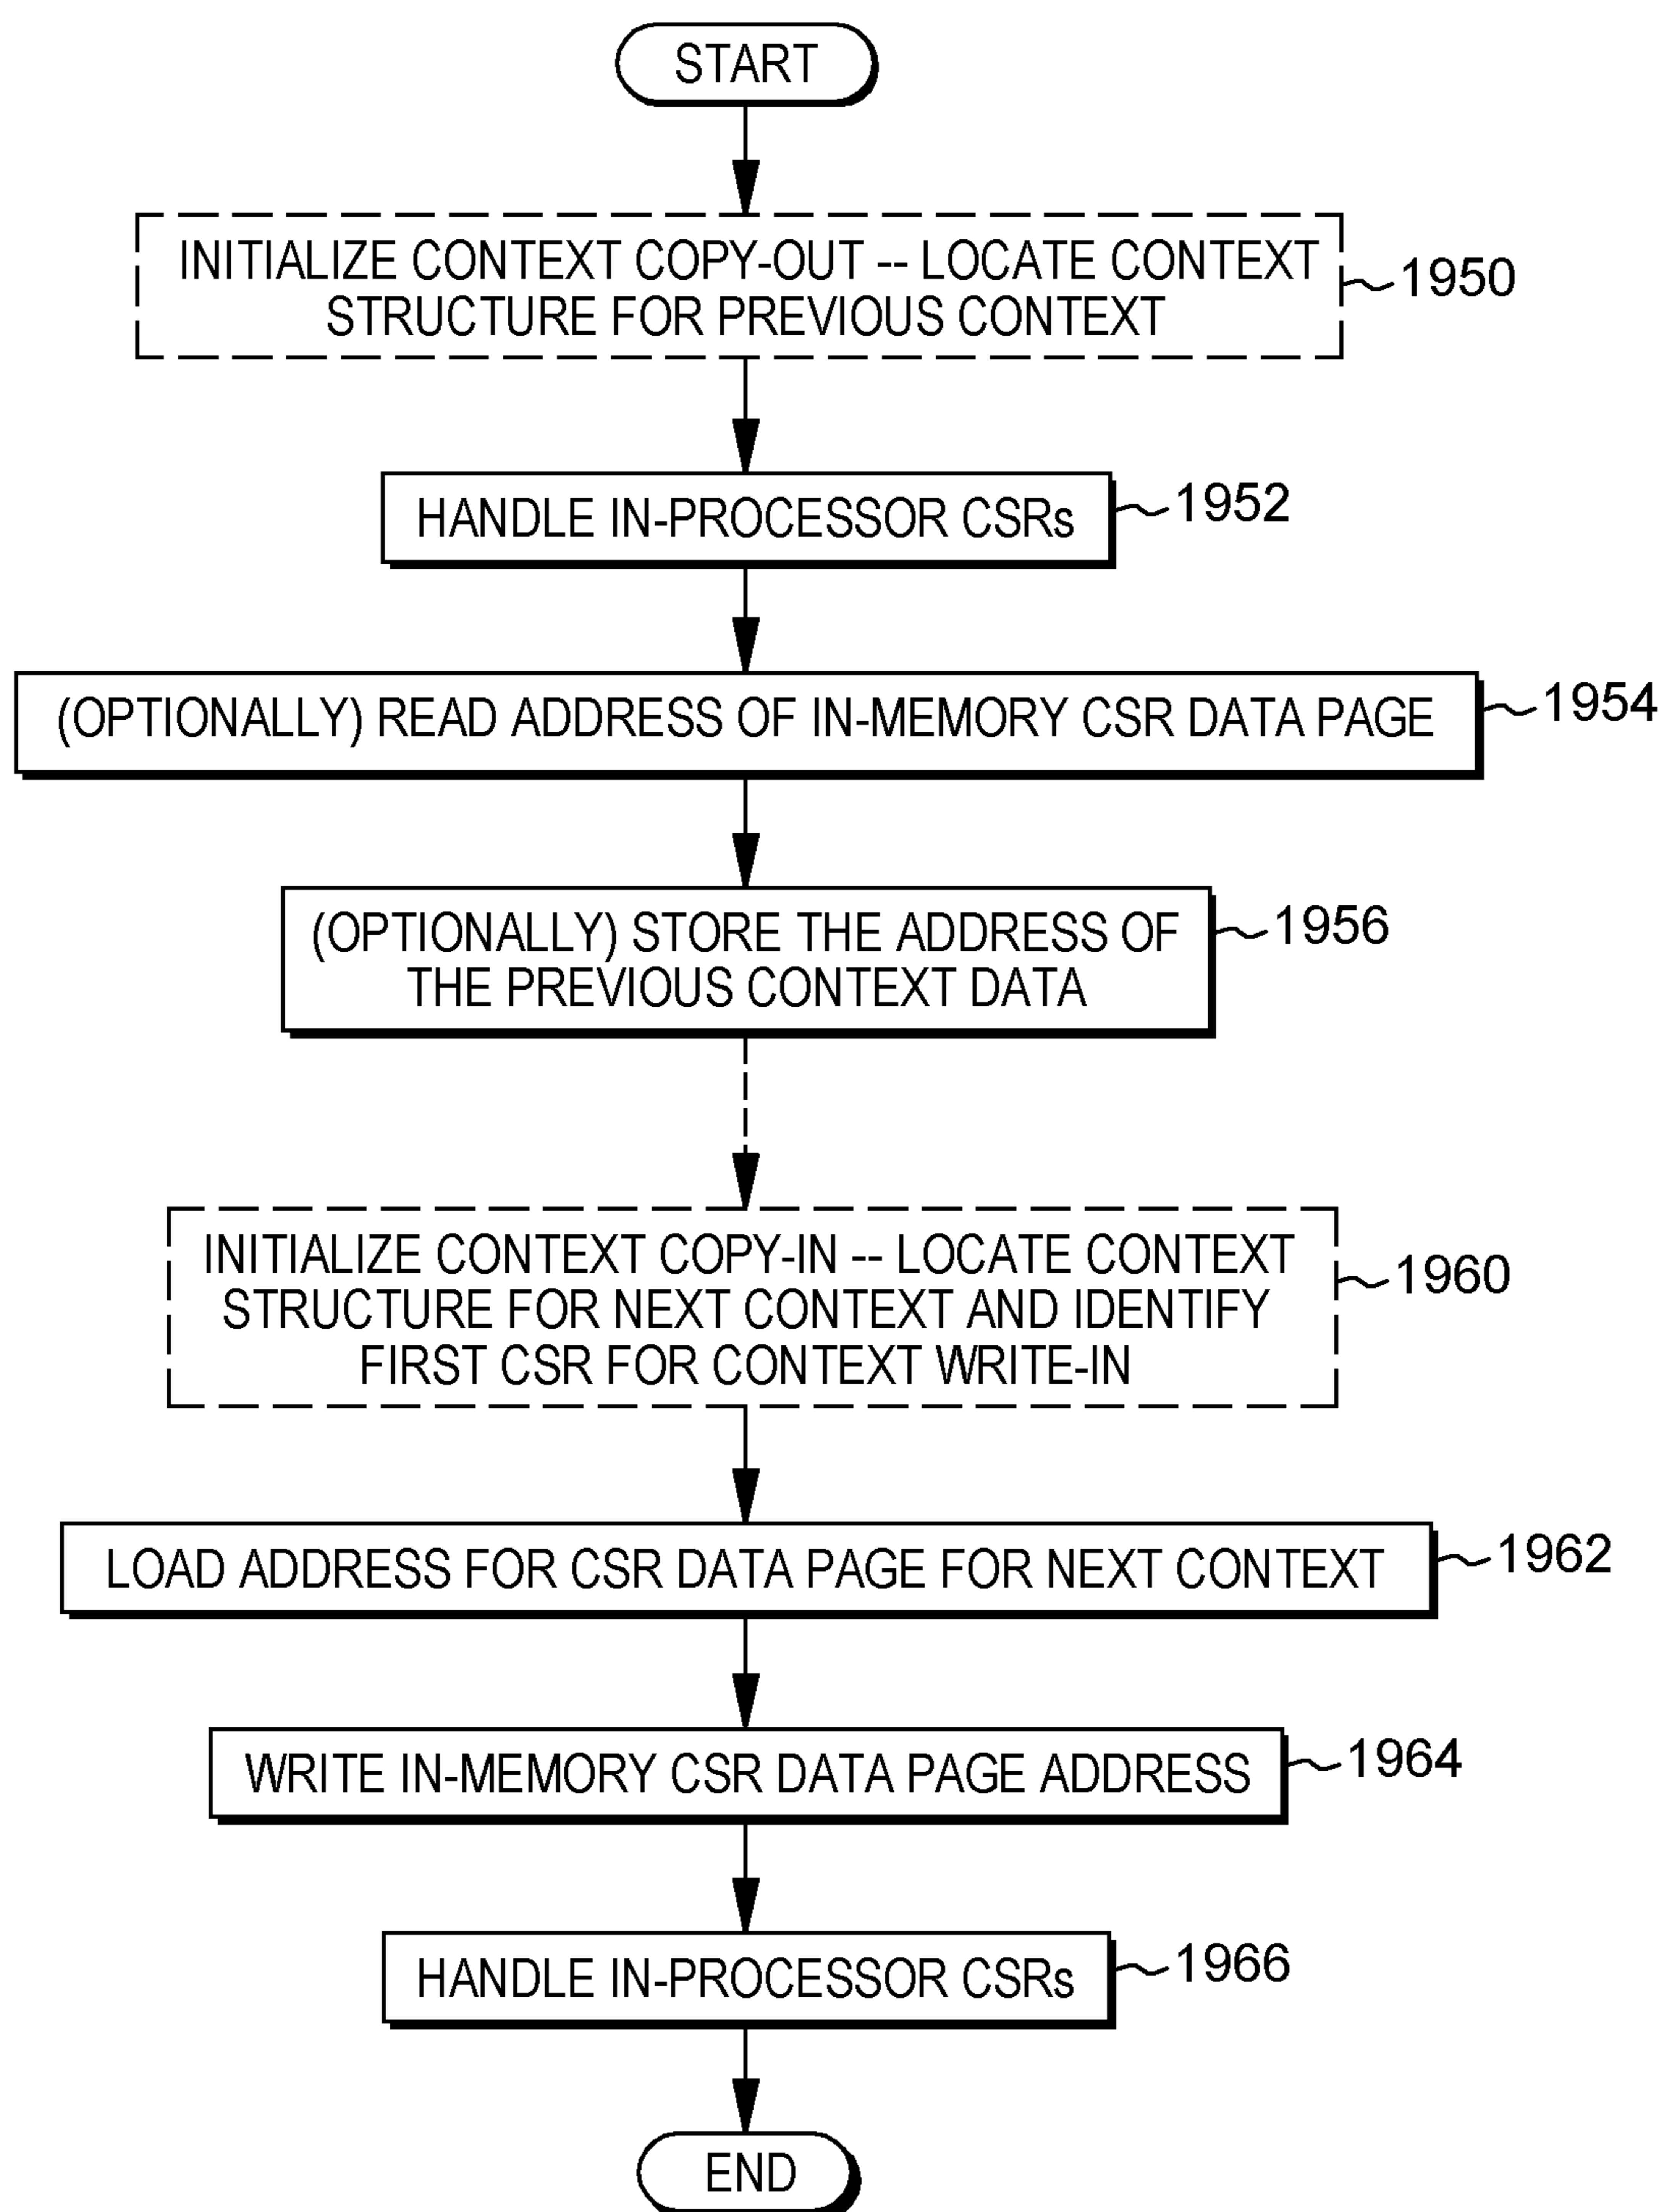 START
INITIALIZE CONTEXT COPY-OUT -- LOCATE CONTEXT
STRUCTURE FOR PREVIOUS CONTEXT
1950
HANDLE IN-PROCESSOR CSRs
1952
(OPTIONALLY) READ ADDRESS OF IN-MEMORY CSR DATA PAGE
1954
(OPTIONALLY) STORE THE ADDRESS OF
THE PREVIOUS CONTEXT DATA
1956
INITIALIZE CONTEXT COPY-IN -- LOCATE CONTEXT
STRUCTURE FOR NEXT CONTEXT AND IDENTIFY
FIRST CSR FOR CONTEXT WRITE-IN
1960
LOAD ADDRESS FOR CSR DATA PAGE FOR NEXT CONTEXT
1962
WRITE IN-MEMORY CSR DATA PAGE ADDRESS
1964
HANDLE IN-PROCESSOR CSRs
1966
END